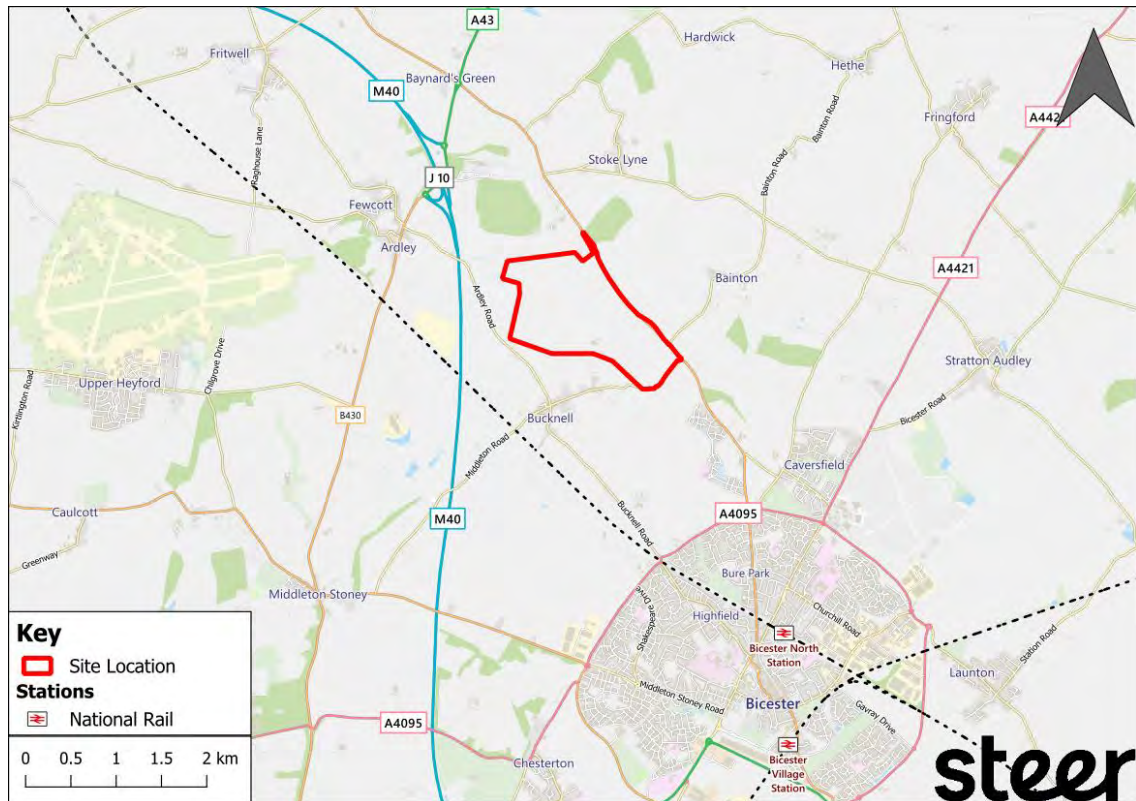 A43
Hardwick
Fritwell
Hethe
Baynard's Green
M40
Bainton Road
Fringford
A442
Raghouse Lane
Stoke Lyne
Bainton Road
J 10
Fewcott
Ardley
A4421
Bainton
Ardley Road
Stratton Audley
Chilgrove Drive
Upper Heyford
Kirtlington Road
B430
Bicester Road
Bucknell
Middleton Road
Caversfield
Caulcott
M40
A4095
Bucknell Road
Greenway
Bure Park
Middleton Stoney
Shakespeare Drive
Highfield
Churchill Road
Bicester North
Station
Station Road
Launton
Middleton Stoney Road
Bicester
Gavray Drive
A4095
Bicester
Village
Station
Chesterton
Key
Site Location
Stations
National Rail
0 0.5 1 1.5 2 km
steer